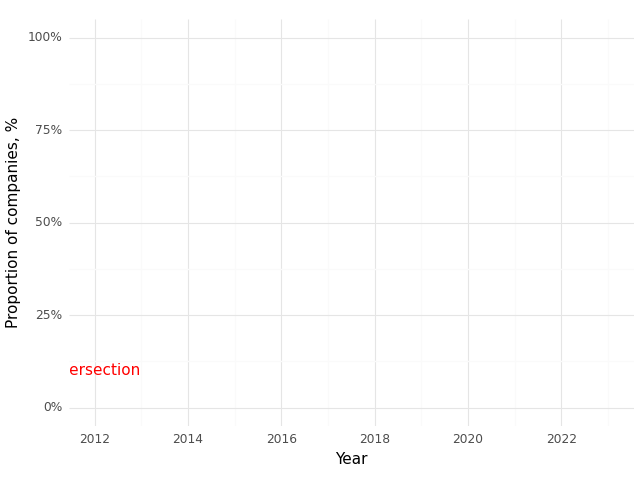 100%
75%
50%
25%
0%
Proportion of companies, %
ersection
2012 2014 2016 2018 2020 2022
Year